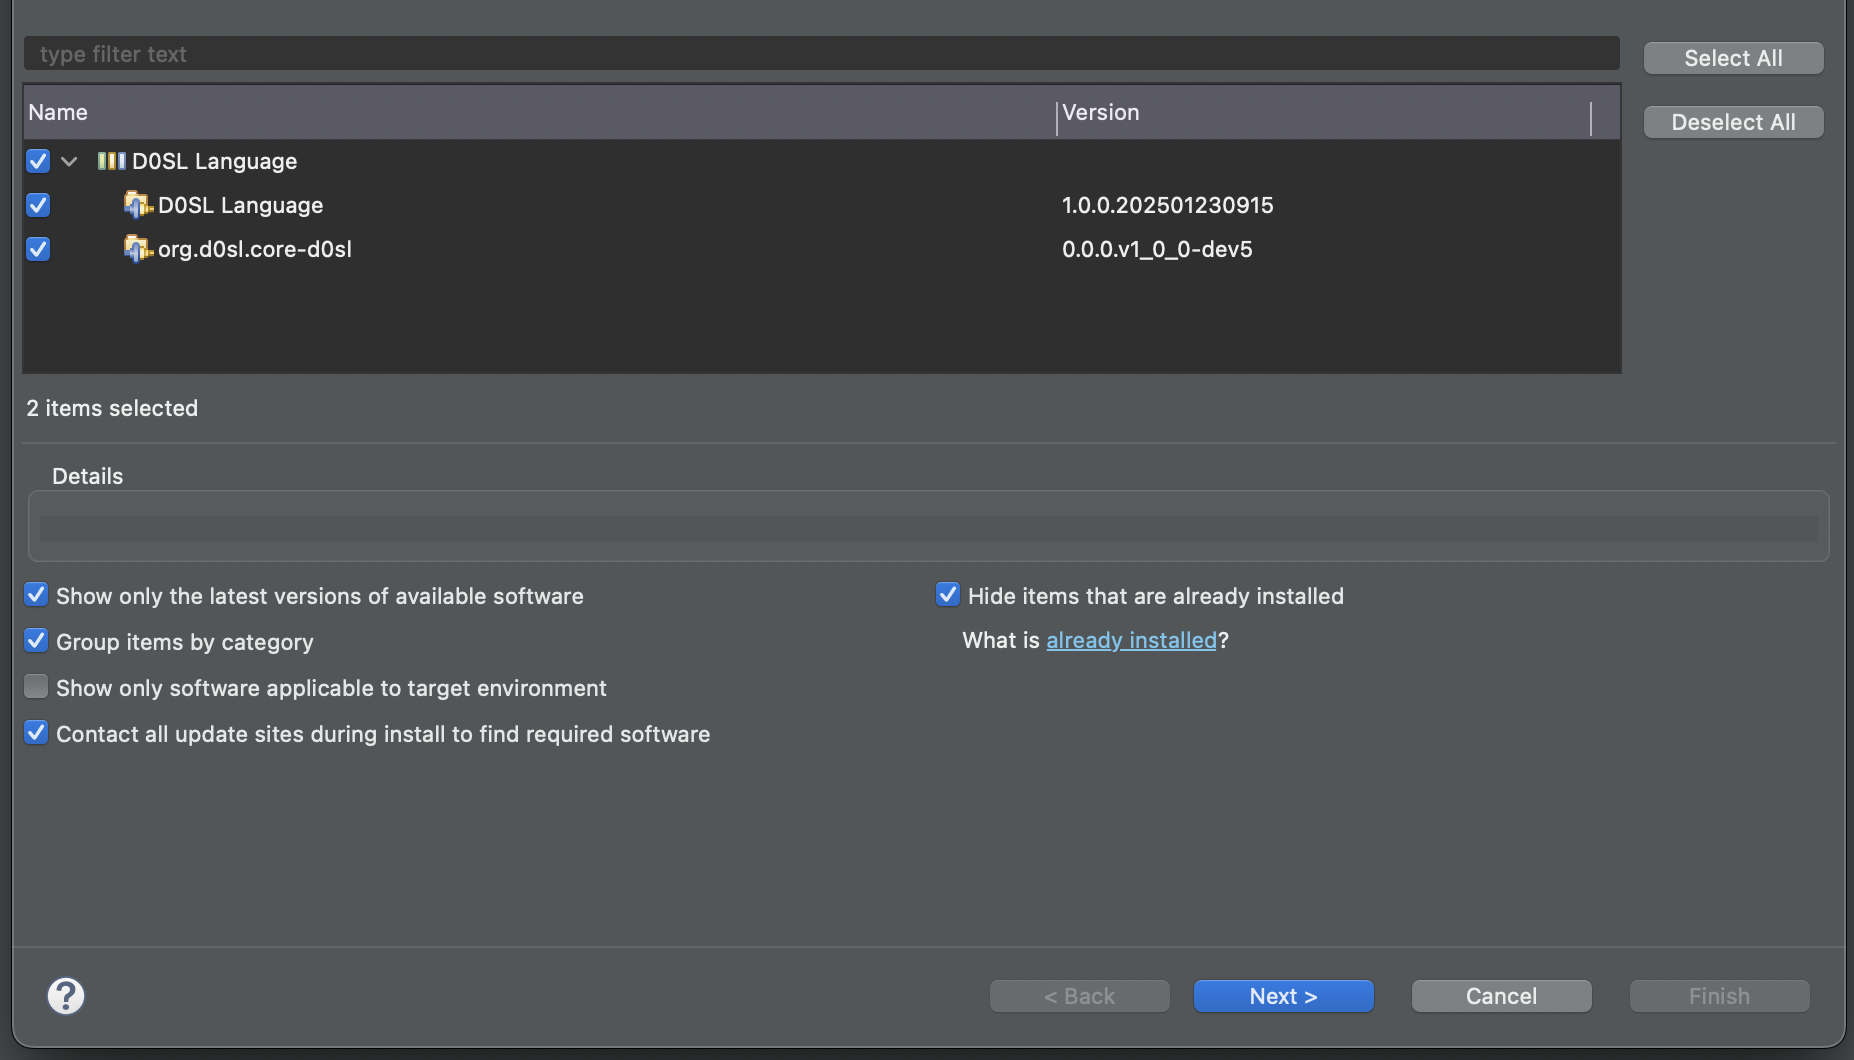 type filter text
Select All
Name Version
Deselect All
D0SL Language
D0SL Language 1.0.0.202501230915
org.d0sl.core-d0sl 0.0.0.v1_0_0-dev5
2 items selected
Details
Show only the latest versions of available software
Hide items that are already installed
Group items by category
What is already installed?
Show only software applicable to target environment
Contact all update sites during install to find required software
?
< Back
Next >
Cancel
Finish